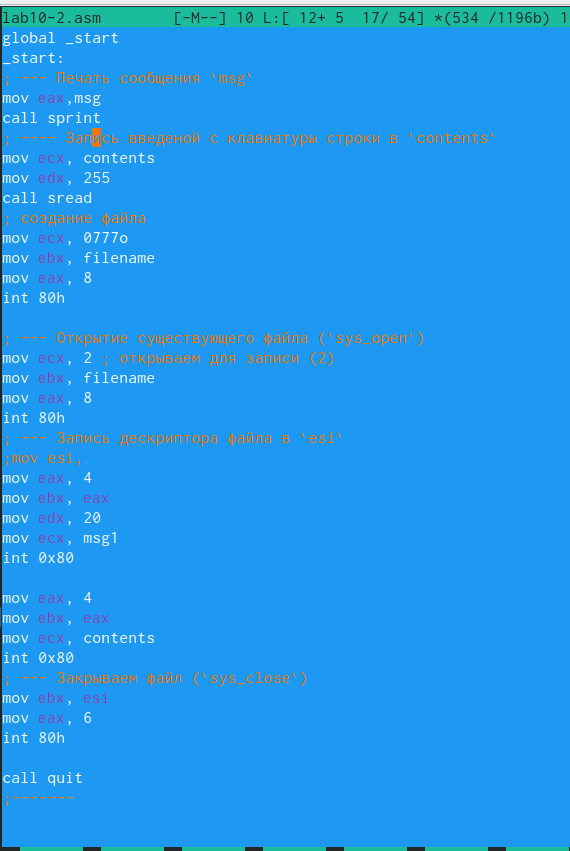 lab10-2.asm [-M--] 10 L:[ 12+ 5 17/ 54] *(534 /1196b) 1
global _start
_start:
; --- Печать сообщения `msg`
mov eax,msg
call sprint
; ---- Запись введеной с клавиатуры строки в `contents`
mov ecx, contents
mov edx, 255
call sread
; создание файла
mov ecx, 0777o
mov ebx, filename
mov eax, 8
int 80h
; --- Открытие существующего файла (`sys_open`)
mov ecx, 2 ; открываем для записи (2)
mov ebx, filename
mov eax, 8
int 80h
; --- Запись дескриптора файла в `esi`
;mov esi,
mov eax, 4
mov ebx, eax
mov edx, 20
mov ecx, msg1
int 0x80
mov eax, 4
mov ebx, eax
mov ecx, contents
int 0x80
; --- Закрываем файл (`sys_close`)
mov ebx, esi
mov eax, 6
int 80h
call quit
;-------